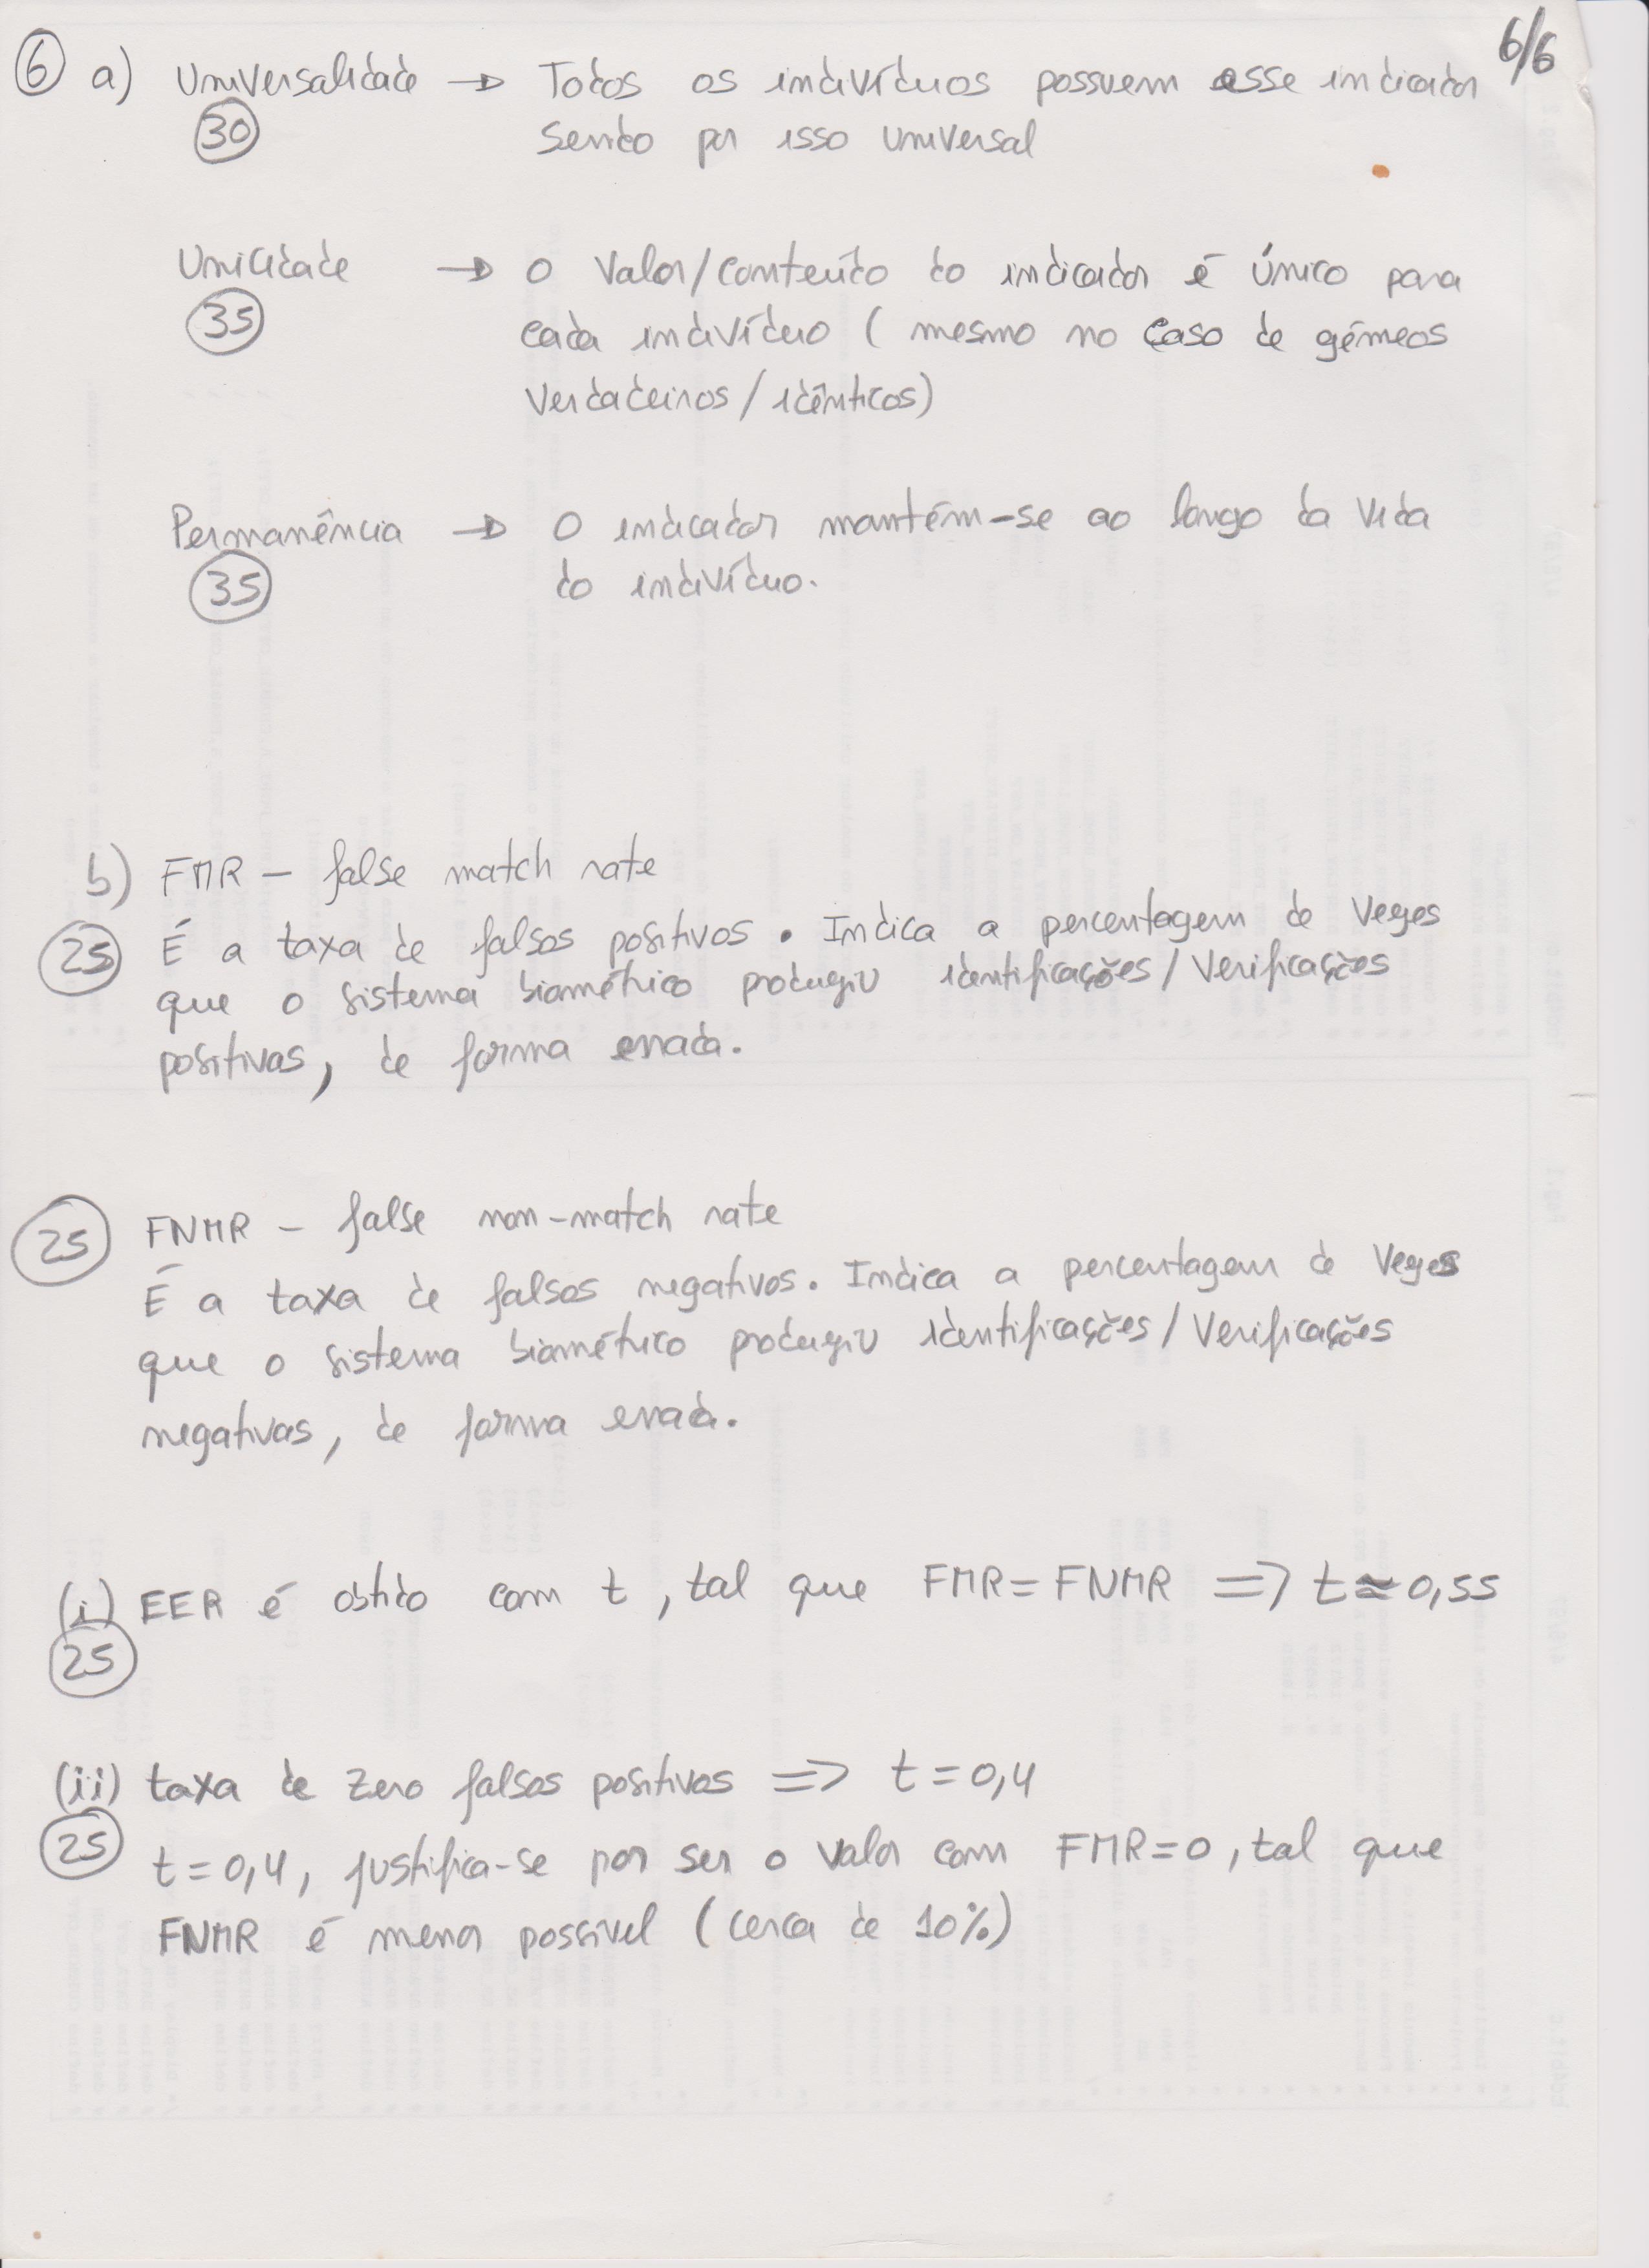 6/6
6 a) Universalidade → Todos os indivíduos possuem esse indicador
30 sendo por isso universal
Unicidade → O valor/conteúdo do indicador é único para
35 cada indivíduo (mesmo no caso de gémeos
verdadeiros/idênticos)
Permanência → O indicador mantém-se ao longo da vida
35 do indivíduo.
b) FMR - false match rate
25 É a taxa de falsos positivos. Indica a percentagem de vezes
que o sistema biométrico produziu identificações/verificações
positivas, de forma errada.
25 FNMR - false non-match rate
É a taxa de falsos negativos. Indica a percentagem de vezes
que o sistema biométrico produziu identificações/verificações
negativas, de forma errada.
(i) EER é obtido com t, tal que FMR = FNMR => t ≈ 0,55
25
(ii) taxa de zero falsos positivos => t = 0,4
25 t = 0,4, justifica-se por ser o valor com FMR = 0, tal que
FNMR é menor possível (cerca de 10%)